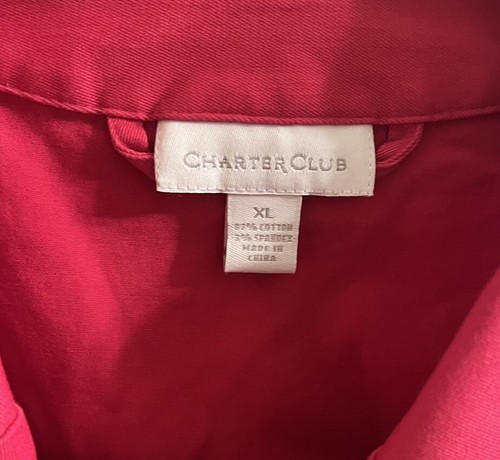 CHARTER CLUB
XL
97% COTTON
3% SPANDEX
MADE IN
CHINA